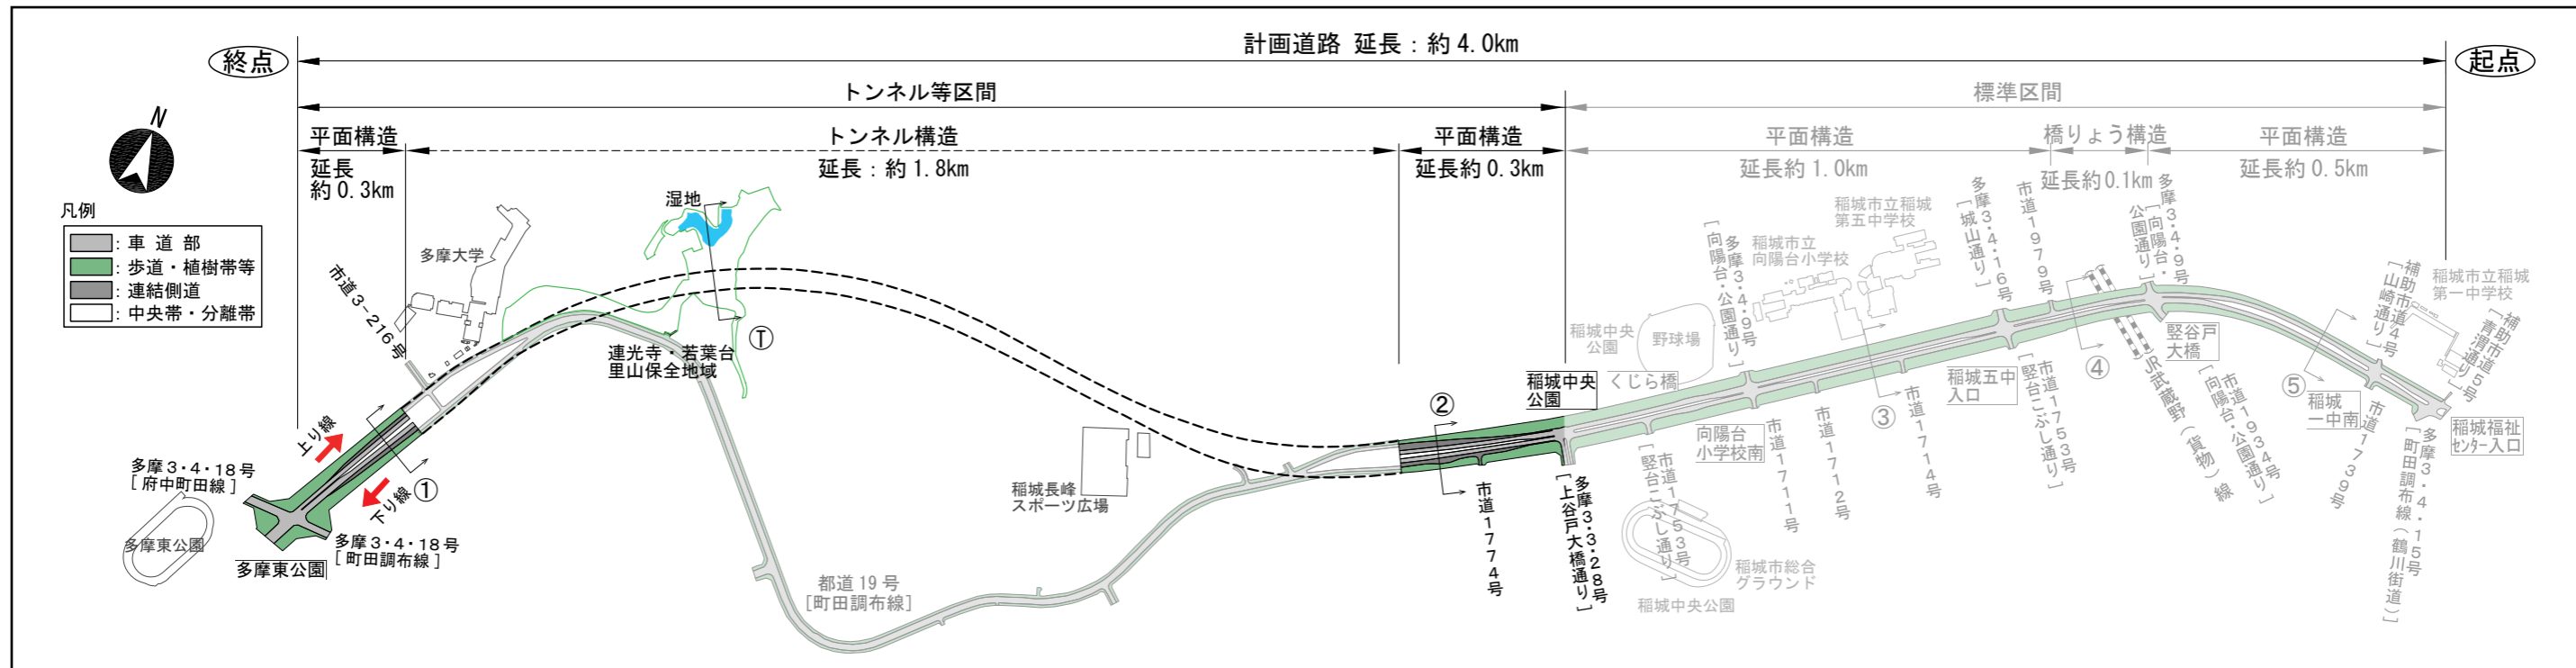 計画道路 延長：約4.0km
終点
起点
トンネル等区間
標準区間
平面構造
延長
約0.3km
トンネル構造
延長：約1.8km
平面構造
延長約0.3km
平面構造
延長約1.0km
橋りょう構造
延長約0.1km
平面構造
延長約0.5km
N
凡例
：車 道 部
：歩道・植樹帯等
：連結側道
：中央帯・分離帯
多摩大学
市道3-216号
湿地
Ⓣ
連光寺・若葉台
里山保全地域
上り線
下り線
①
多摩3・4・18号
[府中町田線]
多摩東公園
多摩東公園
多摩3・4・18号
[町田調布線]
都道19号
[町田調布線]
稲城長峰
スポーツ広場
②
市道1774号
稲城中央
公園
多摩3・3・28号
[上谷戸大橋通り]
稲城中央
公園
野球場
くじら橋
多摩3・4・9号
[向陽台・公園通り]
稲城市立
向陽台小学校
稲城市立稲城
第五中学校
市道1753号
[竪台こぶし通り]
向陽台
小学校南
市道1711号
市道1712号
③
市道1714号
稲城市総合
グラウンド
稲城中央公園
多摩3・4・16号
[城山通り]
稲城五中
入口
市道1979号
市道1753号
[竪台こぶし通り]
④
JR武蔵野（貨物）線
多摩3・4・9号
[向陽台・
公園通り]
竪谷戸
大橋
市道1934号
[向陽台・公園通り]
⑤
稲城
一中南
市道1739号
補助市道4号
[山崎通り]
稲城市立稲城
第一中学校
補助市道5号
[青渭通り]
稲城福祉
センター入口
多摩3・4・15号
[町田調布線（鶴川街道）]